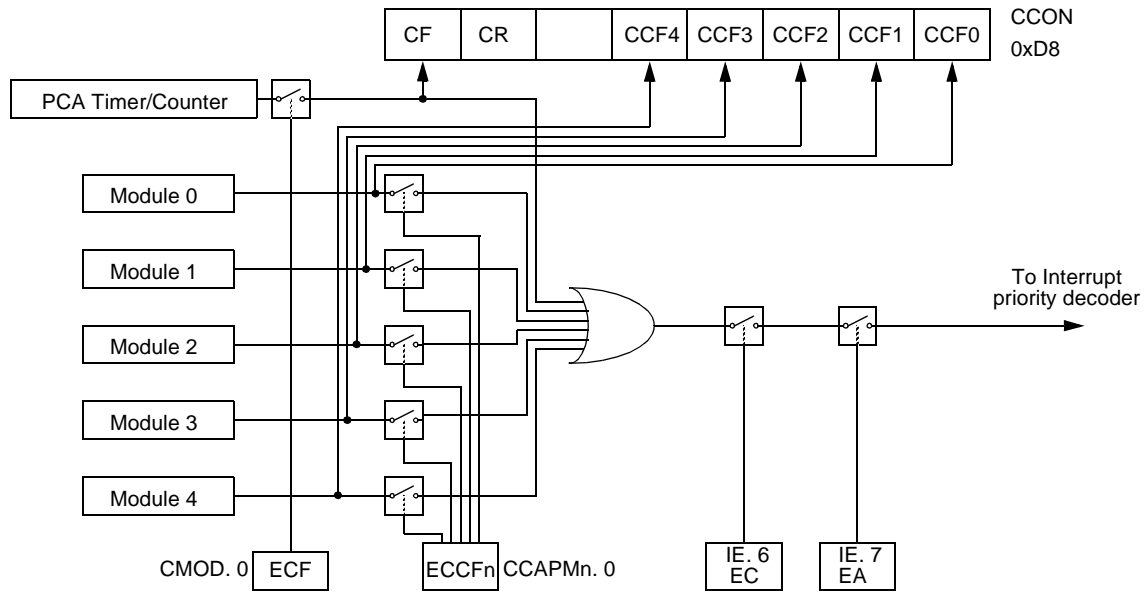 CF CR CCF4 CCF3 CCF2 CCF1 CCF0
CCON
0xD8
PCA Timer/Counter
Module 0
Module 1
Module 2
Module 3
Module 4
To Interrupt
priority decoder
CMOD. 0 ECF
ECCFn CCAPMn. 0
IE. 6
EC
IE. 7
EA